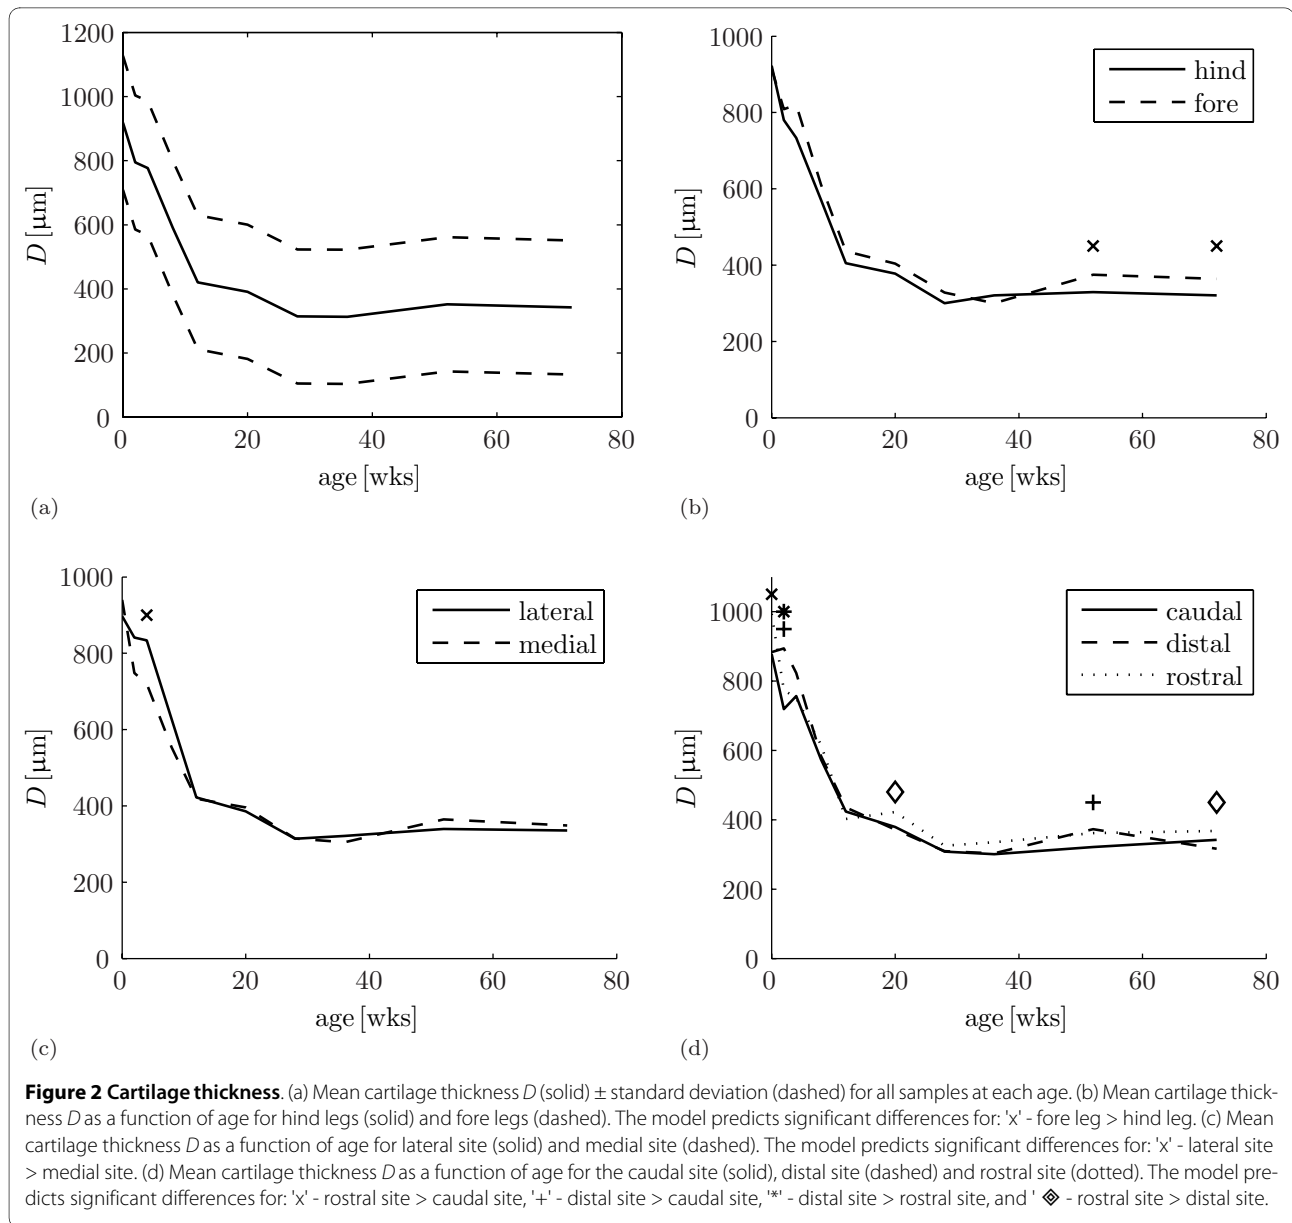 1200
1000
800
600
400
200
0
D [µm]
0 20 40 60 80
age [wks]
(a)
1000
800
600
400
200
0
D [µm]
hind
fore
0 20 40 60 80
age [wks]
(b)
1000
800
600
400
200
0
D [µm]
lateral
medial
0 20 40 60 80
age [wks]
(c)
1000
800
600
400
200
0
D [µm]
caudal
distal
rostral
0 20 40 60 80
age [wks]
(d)
Figure 2 Cartilage thickness. (a) Mean cartilage thickness D (solid) ± standard deviation (dashed) for all samples at each age. (b) Mean cartilage thick-
ness D as a function of age for hind legs (solid) and fore legs (dashed). The model predicts significant differences for: 'x' - fore leg > hind leg. (c) Mean
cartilage thickness D as a function of age for lateral site (solid) and medial site (dashed). The model predicts significant differences for: 'x' - lateral site
> medial site. (d) Mean cartilage thickness D as a function of age for the caudal site (solid), distal site (dashed) and rostral site (dotted). The model pre-
dicts significant differences for: 'x' - rostral site > caudal site, '+' - distal site > caudal site, '*' - distal site > rostral site, and ' ◈ - rostral site > distal site.